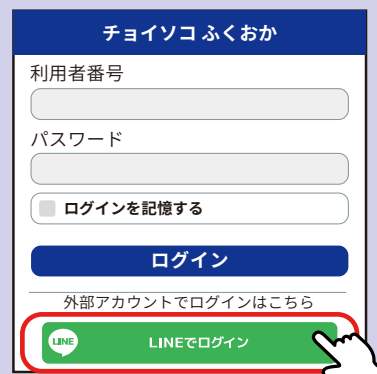 チョイソコ ふくおか
利用者番号
パスワード
ログインを記憶する
ログイン
外部アカウントでログインはこちら
LINE LINEでログイン